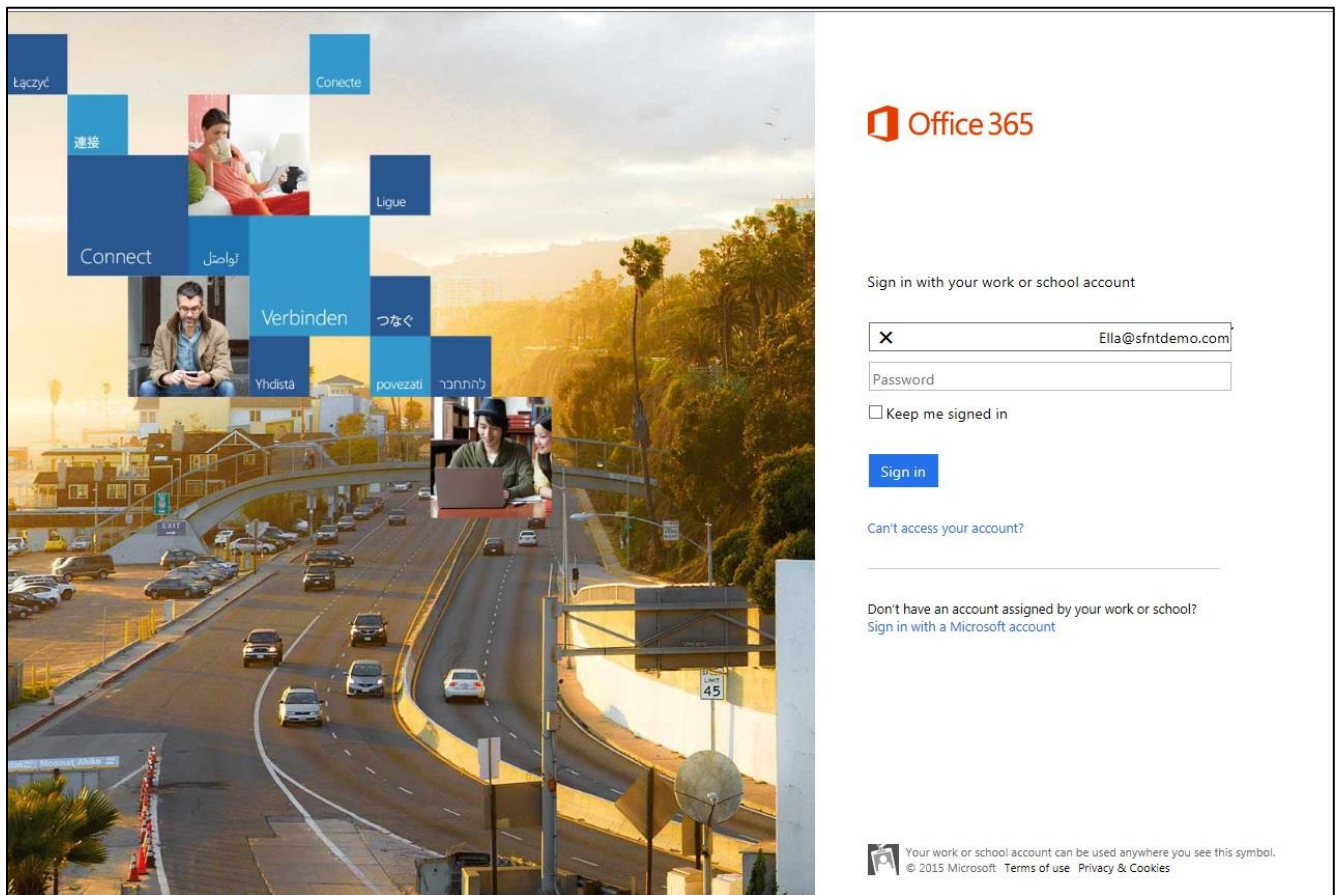 Łączyć
Conecte
連接
Ligue
Connect
تواصل
Verbinden
つなぐ
Yhdistä
povezati
להתחבר
EXIT
SPEED
LIMIT
45
Office 365
Sign in with your work or school account
× Ella@sfntdemo.com
Password
Keep me signed in
Sign in
Can't access your account?
Don't have an account assigned by your work or school?
Sign in with a Microsoft account
Your work or school account can be used anywhere you see this symbol.
© 2015 Microsoft Terms of use Privacy & Cookies